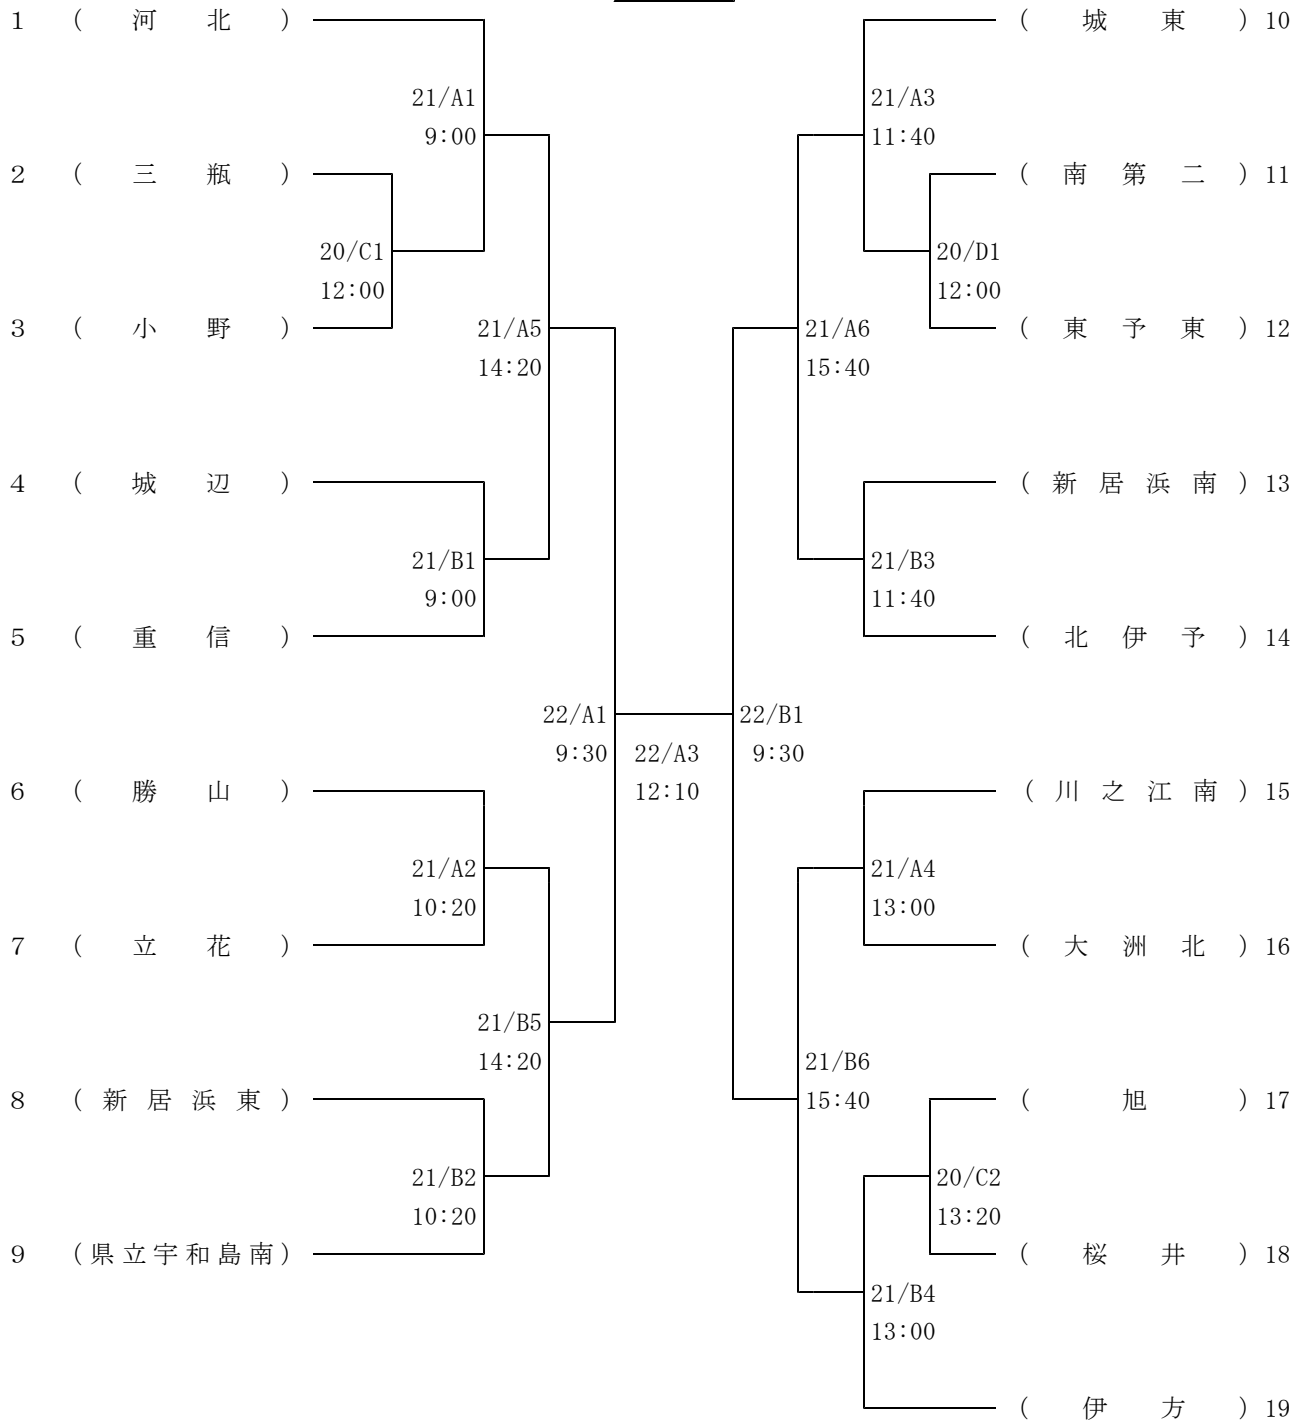 1 ( 河 北 )
21/A1
9:00
2 ( 三 瓶 )
20/C1
12:00
3 ( 小 野 )
21/A5
14:20
4 ( 城 辺 )
21/B1
9:00
5 ( 重 信 )
22/A1
9:30
6 ( 勝 山 )
21/A2
10:20
7 ( 立 花 )
21/B5
14:20
8 ( 新 居 浜 東 )
21/B2
10:20
9 ( 県 立 宇 和 島 南 )
22/A3
12:10
( 城 東 ) 10
21/A3
11:40
( 南 第 二 ) 11
20/D1
12:00
( 東 予 東 ) 12
21/A6
15:40
( 新 居 浜 南 ) 13
21/B3
11:40
( 北 伊 予 ) 14
22/B1
9:30
( 川 之 江 南 ) 15
21/A4
13:00
( 大 洲 北 ) 16
21/B6
15:40
( 旭 ) 17
20/C2
13:20
( 桜 井 ) 18
21/B4
13:00
( 伊 方 ) 19